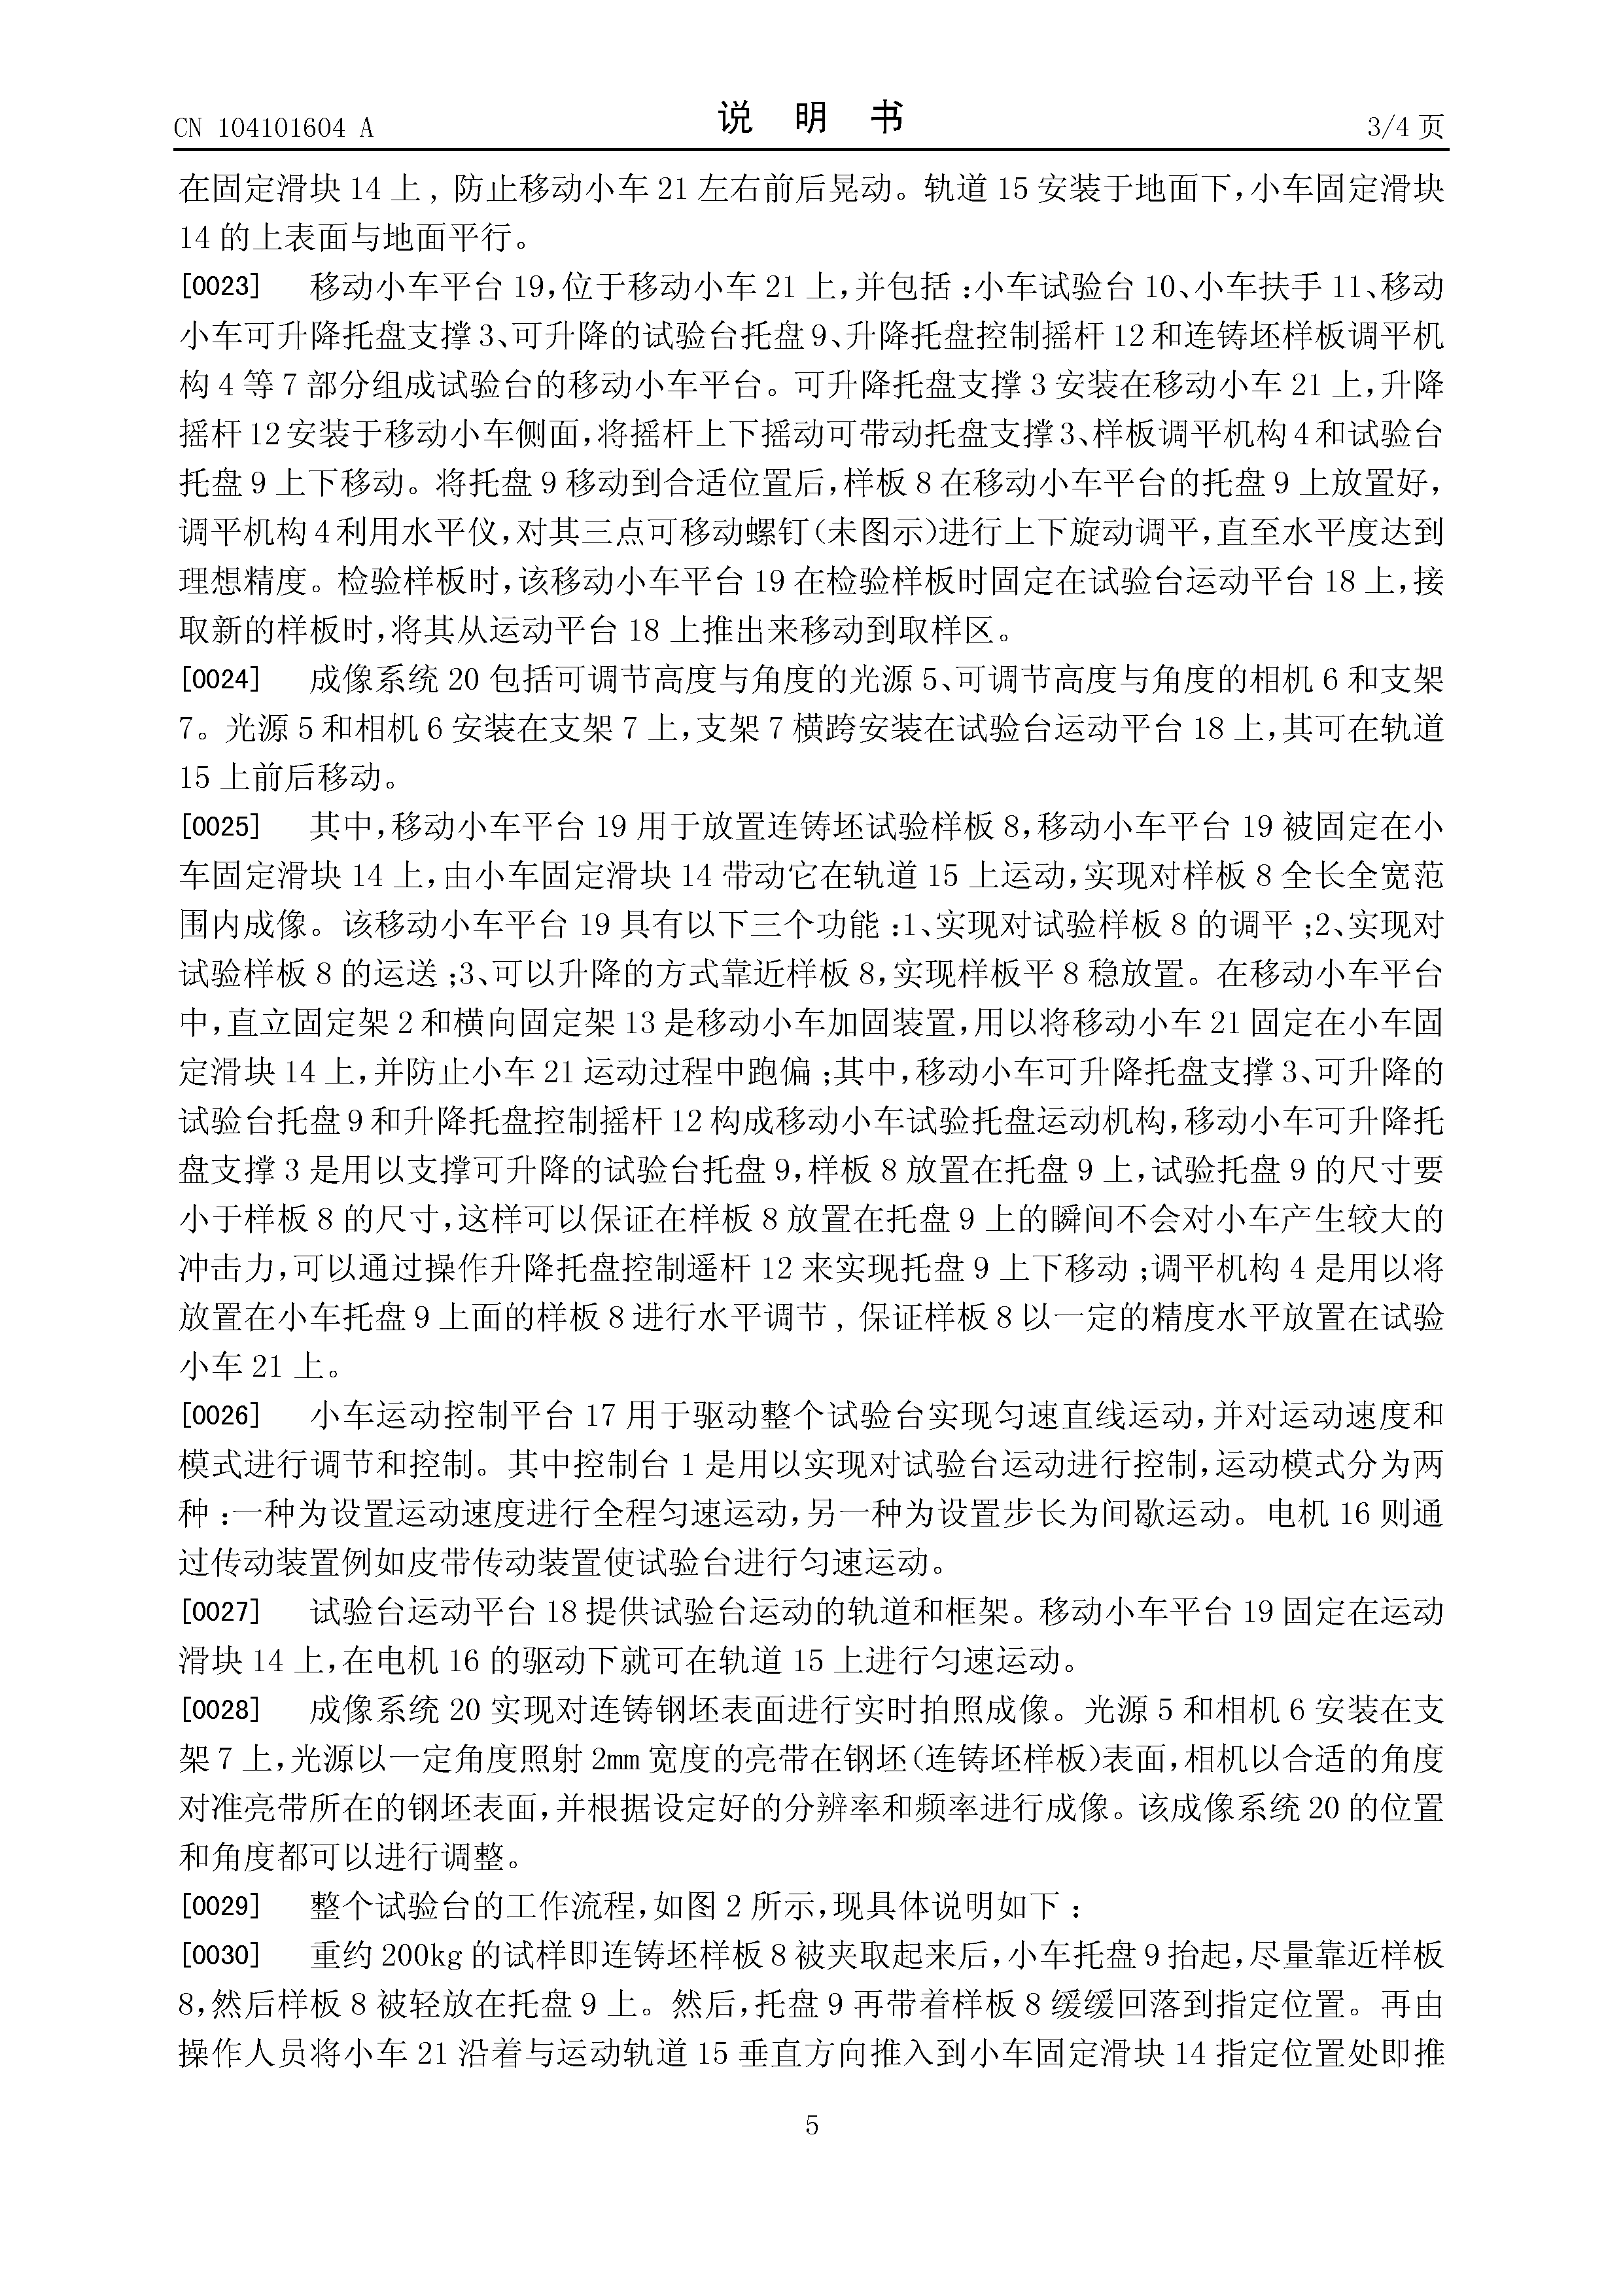 CN 104101604 A
说 明 书
3/4 页
在固定滑块 14 上，防止移动小车 21 左右前后晃动。轨道 15 安装于地面下，小车固定滑块
14 的上表面与地面平行。
[0023] 移动小车平台 19，位于移动小车 21 上，并包括：小车试验台 10、小车扶手 11、移动
小车可升降托盘支撑 3、可升降的试验台托盘 9、升降托盘控制摇杆 12 和连铸坯样板调平机
构 4 等 7 部分组成试验台的移动小车平台。可升降托盘支撑 3 安装在移动小车 21 上，升降
摇杆 12 安装于移动小车侧面，将摇杆上下摇动可带动托盘支撑 3、样板调平机构 4 和试验台
托盘 9 上下移动。将托盘 9 移动到合适位置后，样板 8 在移动小车平台的托盘 9 上放置好，
调平机构 4 利用水平仪，对其三点可移动螺钉（未图示）进行上下旋动调平，直至水平度达到
理想精度。检验样板时，该移动小车平台 19 在检验样板时固定在试验台运动平台 18 上，接
取新的样板时，将其从运动平台 18 上推出来移动到取样区。
[0024] 成像系统 20 包括可调节高度与角度的光源 5、可调节高度与角度的相机 6 和支架
7。光源 5 和相机 6 安装在支架 7 上，支架 7 横跨安装在试验台运动平台 18 上，其可在轨道
15 上前后移动。
[0025] 其中，移动小车平台 19 用于放置连铸坯试验样板 8，移动小车平台 19 被固定在小
车固定滑块 14 上，由小车固定滑块 14 带动它在轨道 15 上运动，实现对样板 8 全长全宽范
围内成像。该移动小车平台 19 具有以下三个功能：1、实现对试验样板 8 的调平；2、实现对
试验样板 8 的运送；3、可以升降的方式靠近样板 8，实现样板平 8 稳放置。在移动小车平台
中，直立固定架 2 和横向固定架 13 是移动小车加固装置，用以将移动小车 21 固定在小车固
定滑块 14 上，并防止小车 21 运动过程中跑偏；其中，移动小车可升降托盘支撑 3、可升降的
试验台托盘 9 和升降托盘控制摇杆 12 构成移动小车试验托盘运动机构，移动小车可升降托
盘支撑 3 是用以支撑可升降的试验台托盘 9，样板 8 放置在托盘 9 上，试验托盘 9 的尺寸要
小于样板 8 的尺寸，这样可以保证在样板 8 放置在托盘 9 上的瞬间不会对小车产生较大的
冲击力，可以通过操作升降托盘控制遥杆 12 来实现托盘 9 上下移动；调平机构 4 是用以将
放置在小车托盘 9 上面的样板 8 进行水平调节，保证样板 8 以一定的精度水平放置在试验
小车 21 上。
[0026] 小车运动控制平台 17 用于驱动整个试验台实现匀速直线运动，并对运动速度和
模式进行调节和控制。其中控制台 1 是用以实现对试验台运动进行控制，运动模式分为两
种：一种为设置运动速度进行全程匀速运动，另一种为设置步长为间歇运动。电机 16 则通
过传动装置例如皮带传动装置使试验台进行匀速运动。
[0027] 试验台运动平台 18 提供试验台运动的轨道和框架。移动小车平台 19 固定在运动
滑块 14 上，在电机 16 的驱动下就可在轨道 15 上进行匀速运动。
[0028] 成像系统 20 实现对连铸钢坯表面进行实时拍照成像。光源 5 和相机 6 安装在支
架 7 上，光源以一定角度照射 2mm 宽度的亮带在钢坯（连铸坯样板）表面，相机以合适的角度
对准亮带所在的钢坯表面，并根据设定好的分辨率和频率进行成像。该成像系统 20 的位置
和角度都可以进行调整。
[0029] 整个试验台的工作流程，如图 2 所示，现具体说明如下：
[0030] 重约 200kg 的试样即连铸坯样板 8 被夹取起来后，小车托盘 9 抬起，尽量靠近样板
8，然后样板 8 被轻放在托盘 9 上。然后，托盘 9 再带着样板 8 缓缓回落到指定位置。再由
操作人员将小车 21 沿着与运动轨道 15 垂直方向推入到小车固定滑块 14 指定位置处即推
5